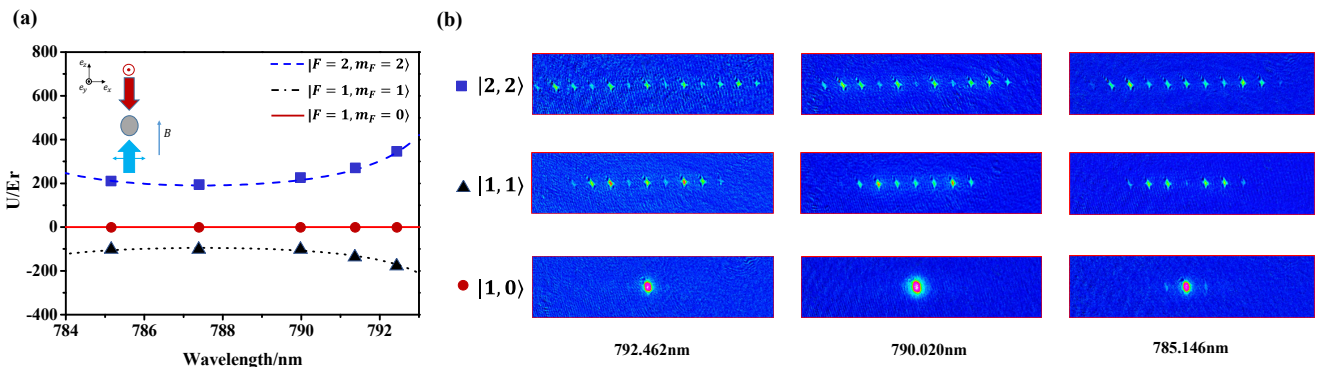 (a)
(b)
800
600
400
200
0
-200
-400
784
786
788
790
792
U/Er
Wavelength/nm
e_z
e_y
e_x
B
|F = 2, m_F = 2⟩
|F = 1, m_F = 1⟩
|F = 1, m_F = 0⟩
|2, 2⟩
|1, 1⟩
|1, 0⟩
792.462nm
790.020nm
785.146nm